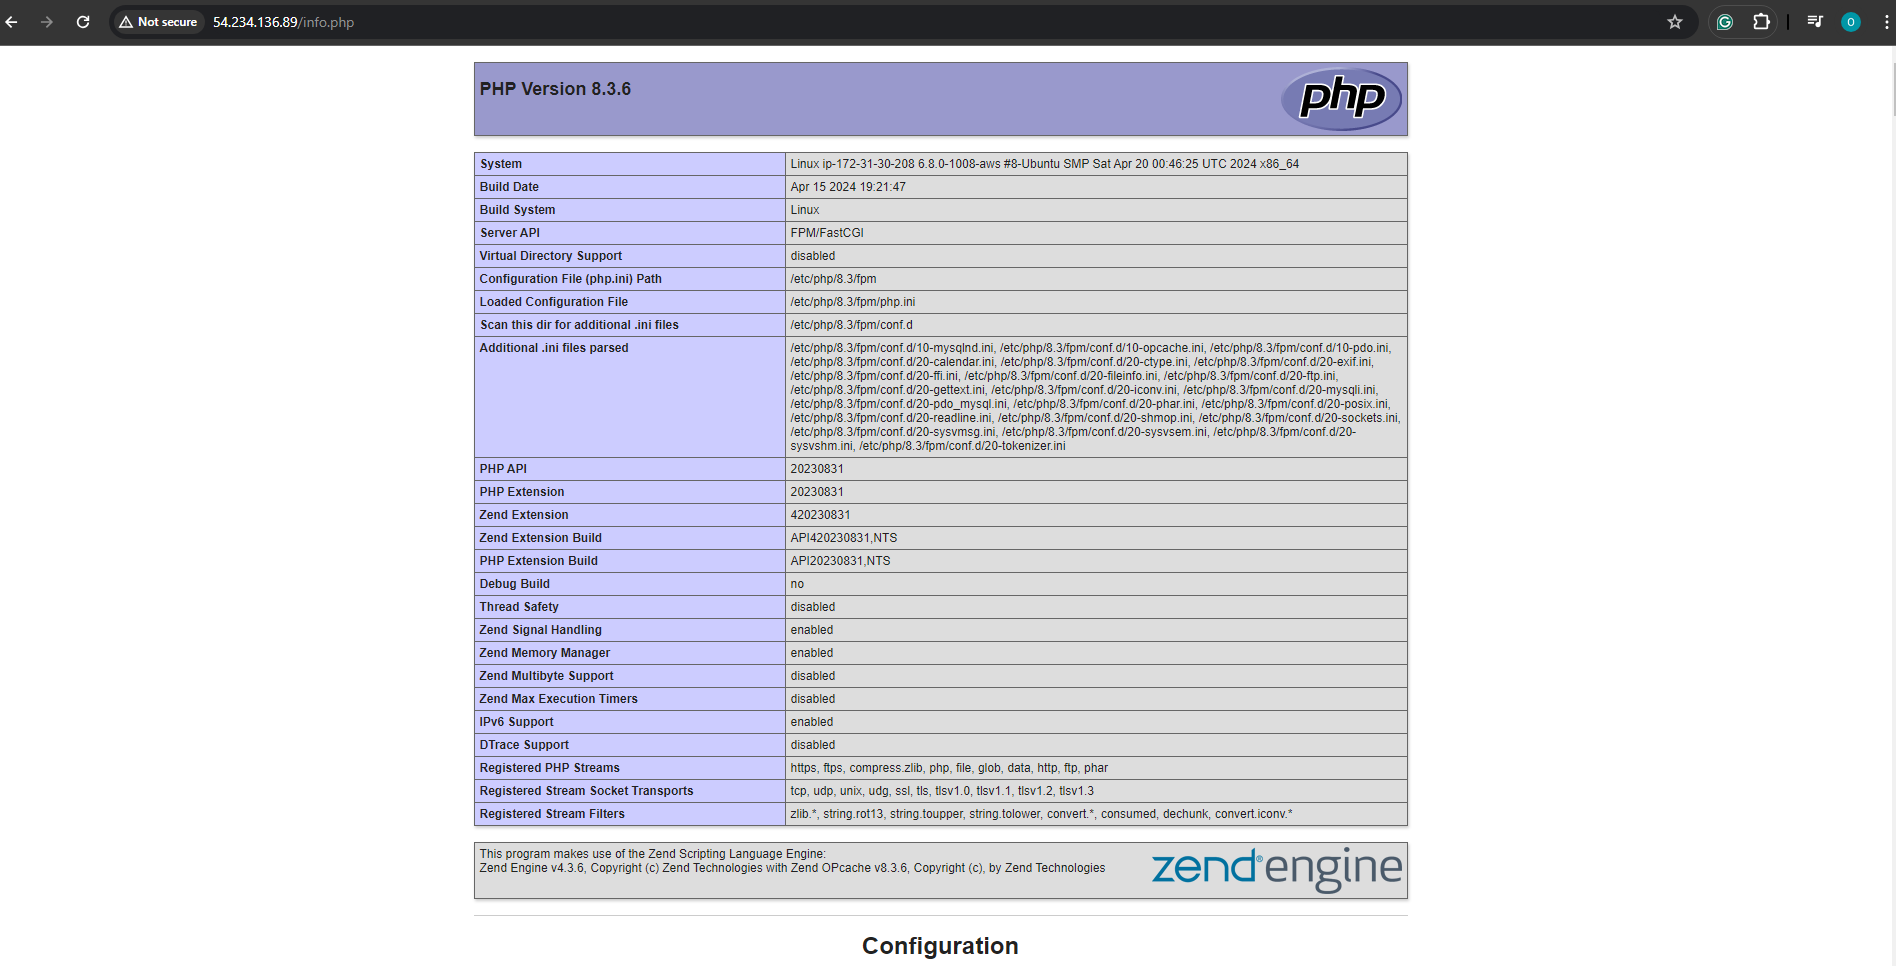 Not secure 54.234.136.89/info.php
O
PHP Version 8.3.6
php
System Linux ip-172-31-30-208 6.8.0-1008-aws #8-Ubuntu SMP Sat Apr 20 00:46:25 UTC 2024 x86_64
Build Date Apr 15 2024 19:21:47
Build System Linux
Server API FPM/FastCGI
Virtual Directory Support disabled
Configuration File (php.ini) Path /etc/php/8.3/fpm
Loaded Configuration File /etc/php/8.3/fpm/php.ini
Scan this dir for additional .ini files /etc/php/8.3/fpm/conf.d
Additional .ini files parsed /etc/php/8.3/fpm/conf.d/10-mysqlnd.ini, /etc/php/8.3/fpm/conf.d/10-opcache.ini, /etc/php/8.3/fpm/conf.d/10-pdo.ini,
/etc/php/8.3/fpm/conf.d/20-calendar.ini, /etc/php/8.3/fpm/conf.d/20-ctype.ini, /etc/php/8.3/fpm/conf.d/20-exif.ini,
/etc/php/8.3/fpm/conf.d/20-ffi.ini, /etc/php/8.3/fpm/conf.d/20-fileinfo.ini, /etc/php/8.3/fpm/conf.d/20-ftp.ini,
/etc/php/8.3/fpm/conf.d/20-gettext.ini, /etc/php/8.3/fpm/conf.d/20-iconv.ini, /etc/php/8.3/fpm/conf.d/20-mysqli.ini,
/etc/php/8.3/fpm/conf.d/20-pdo_mysql.ini, /etc/php/8.3/fpm/conf.d/20-phar.ini, /etc/php/8.3/fpm/conf.d/20-posix.ini,
/etc/php/8.3/fpm/conf.d/20-readline.ini, /etc/php/8.3/fpm/conf.d/20-shmop.ini, /etc/php/8.3/fpm/conf.d/20-sockets.ini,
/etc/php/8.3/fpm/conf.d/20-sysvmsg.ini, /etc/php/8.3/fpm/conf.d/20-sysvsem.ini, /etc/php/8.3/fpm/conf.d/20-
sysvshm.ini, /etc/php/8.3/fpm/conf.d/20-tokenizer.ini
PHP API 20230831
PHP Extension 20230831
Zend Extension 420230831
Zend Extension Build API420230831,NTS
PHP Extension Build API20230831,NTS
Debug Build no
Thread Safety disabled
Zend Signal Handling enabled
Zend Memory Manager enabled
Zend Multibyte Support disabled
Zend Max Execution Timers disabled
IPv6 Support enabled
DTrace Support disabled
Registered PHP Streams https, ftps, compress.zlib, php, file, glob, data, http, ftp, phar
Registered Stream Socket Transports tcp, udp, unix, udg, ssl, tls, tlsv1.0, tlsv1.1, tlsv1.2, tlsv1.3
Registered Stream Filters zlib.*, string.rot13, string.toupper, string.tolower, convert.*, consumed, dechunk, convert.iconv.*
This program makes use of the Zend Scripting Language Engine:
Zend Engine v4.3.6, Copyright (c) Zend Technologies with Zend OPcache v8.3.6, Copyright (c), by Zend Technologies
zend® engine
Configuration